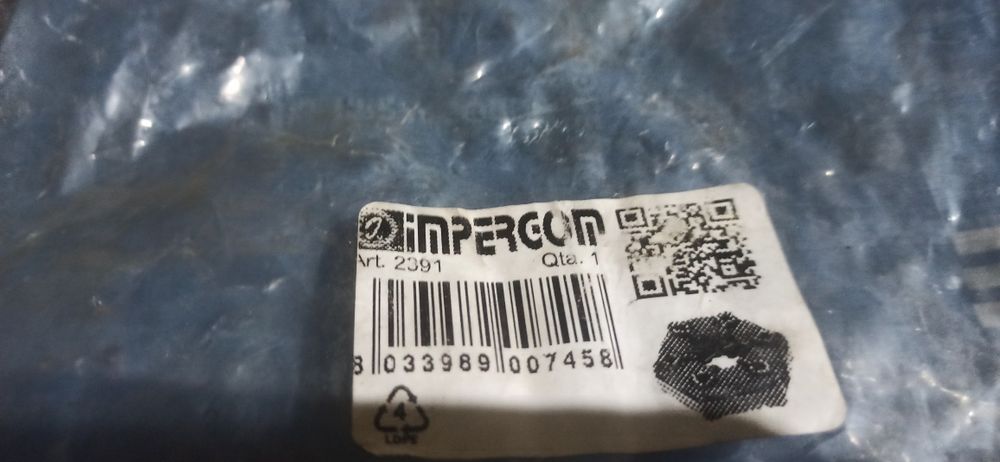 IMPERGOM
Art. 2391 Qta. 1
8 033989 007458
4
LDPE